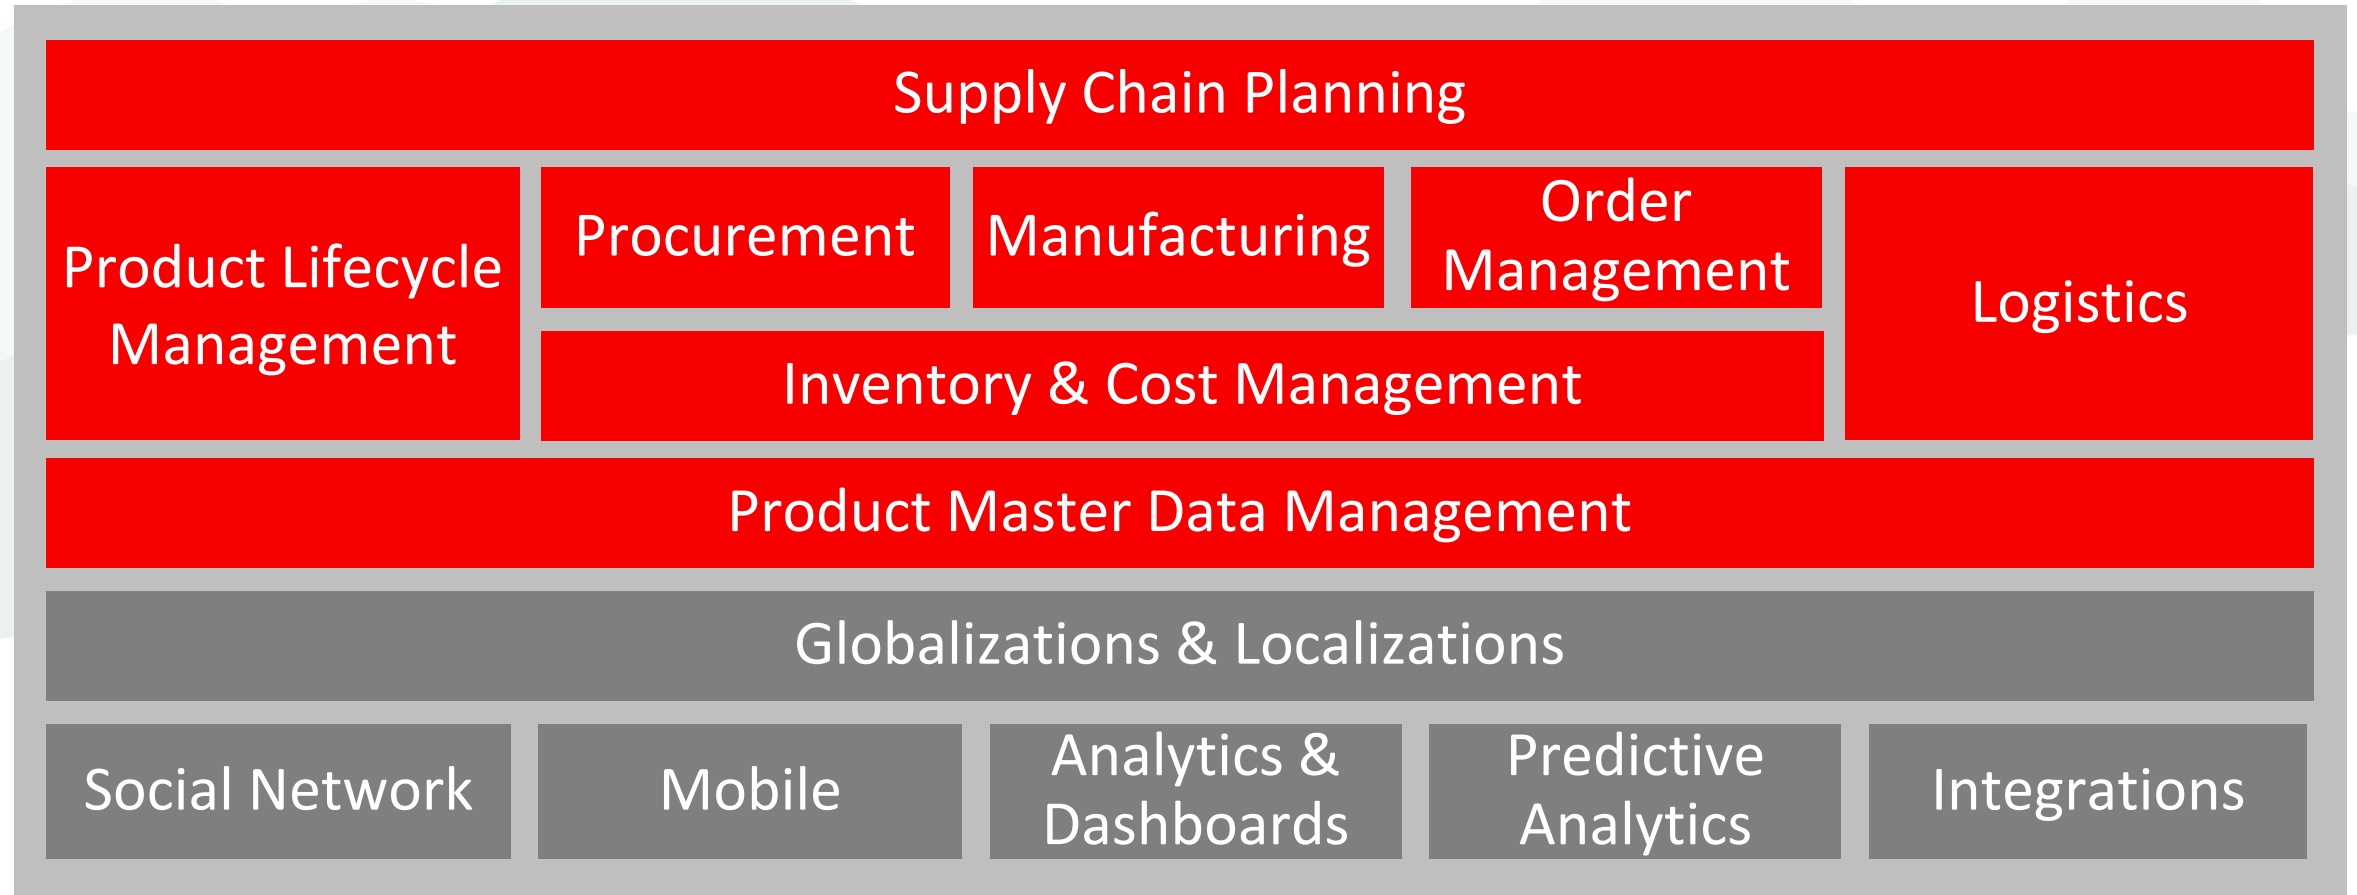 Supply Chain Planning
Product Lifecycle
Management
Procurement
Manufacturing
Order
Management
Logistics
Inventory & Cost Management
Product Master Data Management
Globalizations & Localizations
Social Network
Mobile
Analytics &
Dashboards
Predictive
Analytics
Integrations